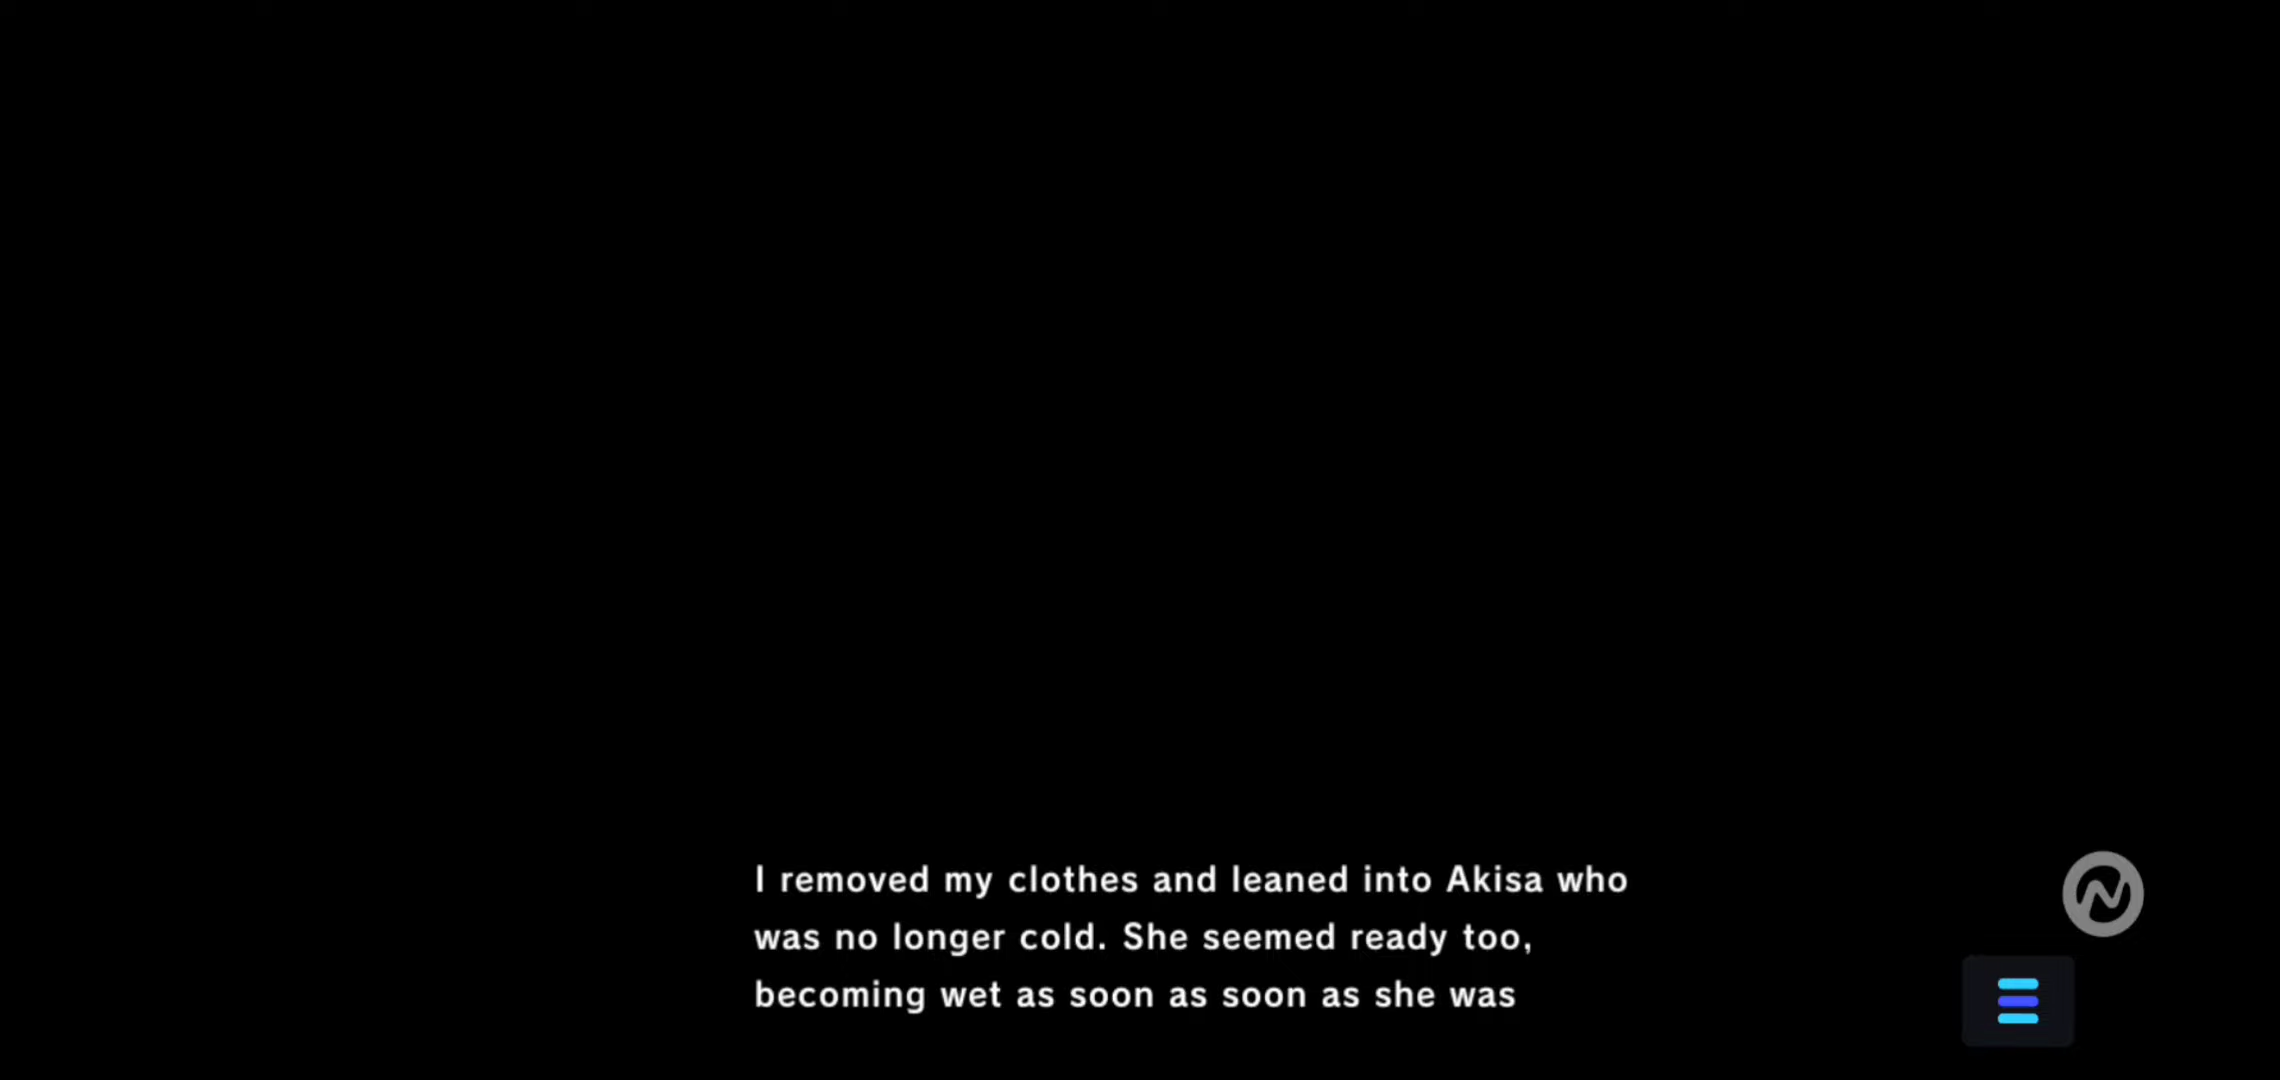 I removed my clothes and leaned into Akisa who
was no longer cold. She seemed ready too,
becoming wet as soon as soon as she was